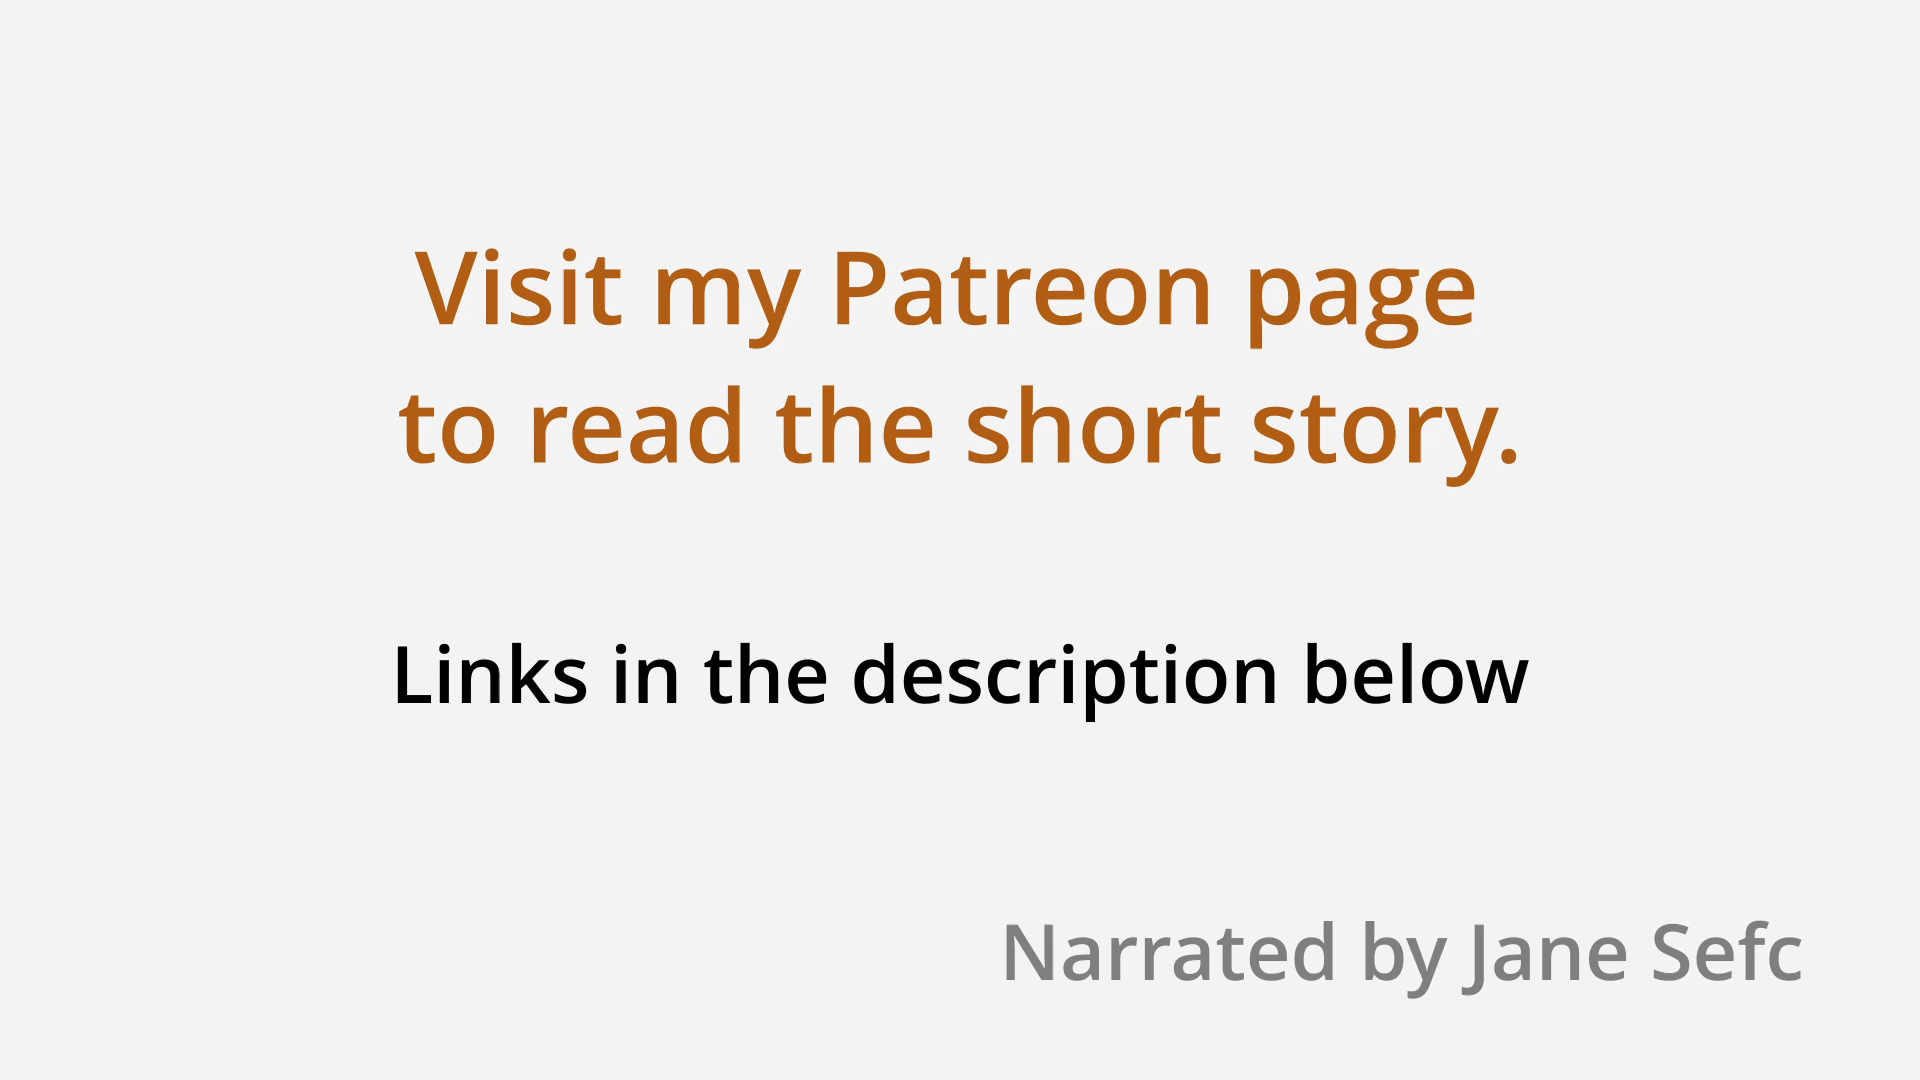 Visit my Patreon page
to read the short story.
Links in the description below
Narrated by Jane Sefc